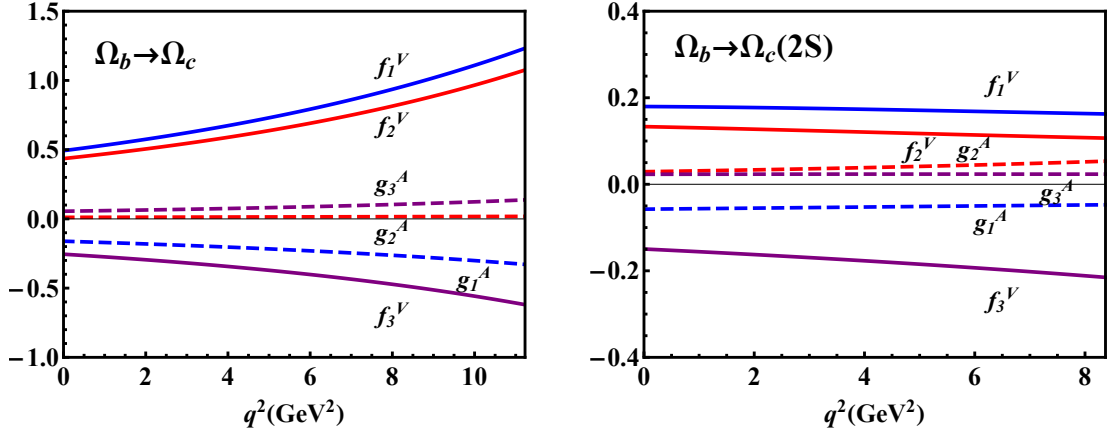 Ω_b→Ω_c
1.5
1.0
0.5
0.0
−0.5
−1.0
f_1^V
f_2^V
g_3^A
g_2^A
g_1^A
f_3^V
0 2 4 6 8 10
q^2(GeV^2)
Ω_b→Ω_c(2S)
0.4
0.2
0.0
−0.2
−0.4
f_1^V
f_2^V g_2^A
g_3^A
g_1^A
f_3^V
0 2 4 6 8
q^2(GeV^2)